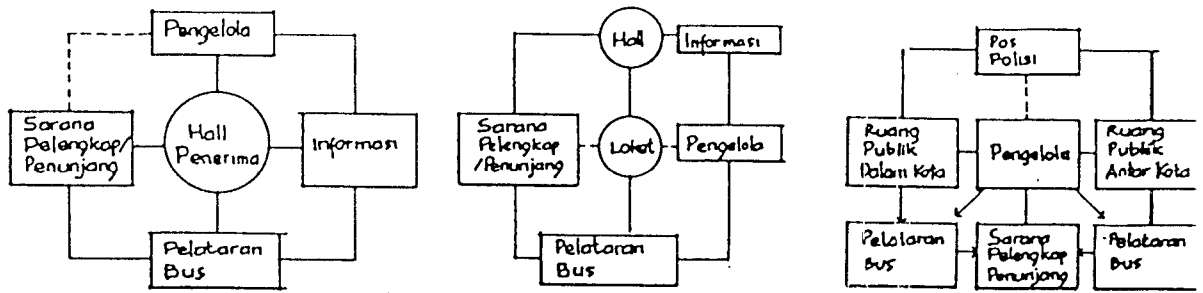 Pengelola
Sarana
Pelengkap/
Penunjang
Hall
Penerima
Informasi
Pelataran
Bus
Hall
Informasi
Sarana
Pelengkap
/Penunjang
Loket
Pengelola
Pelataran
Bus
Pos
Polisi
Ruang
Publik
Dalam Kota
Pengelola
Ruang
Publik
Antar Kota
Pelataran
Bus
Sarana
Pelengkap
Penunjang
Pelataran
Bus